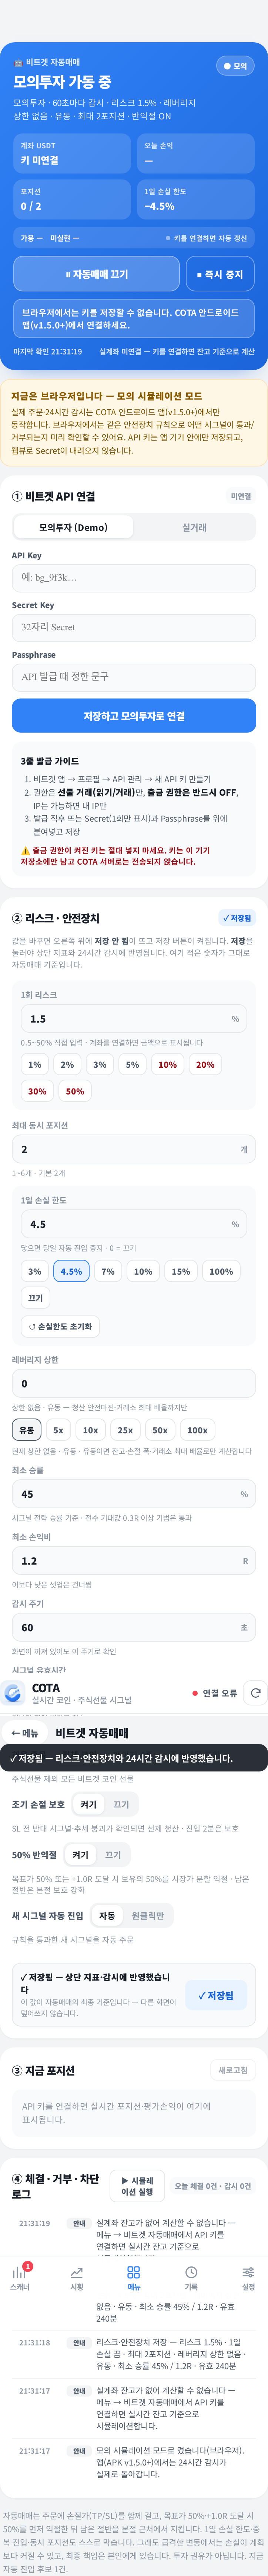 🤖 비트겟 자동매매
모의투자 가동 중
● 모의
모의투자 · 60초마다 감시 · 리스크 1.5% · 레버리지
상한 없음 · 유동 · 최대 2포지션 · 반익절 ON
계좌 USDT
키 미연결
오늘 손익
—
포지션
0 / 2
1일 손실 한도
−4.5%
가용 — 미실현 —
키 연결하면 자동 갱신
⏸ 자동매매 끄기
⏹ 즉시 중지
브라우저에서는 키를 저장할 수 없습니다. COTA 안드로이드
앱(v1.5.0+)에서 연결하세요.
마지막 확인 21:31:19
실계좌 미연결 — 키를 연결하면 잔고 기준으로 계산
지금은 브라우저입니다 — 모의 시뮬레이션 모드
실제 주문·24시간 감시는 COTA 안드로이드 앱(v1.5.0+)에서만
동작합니다. 브라우저에서는 같은 안전장치 규칙으로 어떤 시그널이 통과/
거부되는지 미리 확인할 수 있어요. API 키는 앱 기기 안에만 저장되고,
웹뷰로 Secret이 내려오지 않습니다.
① 비트겟 API 연결
미연결
모의투자 (Demo)
실거래
API Key
예: bg_9f3k…
Secret Key
32자리 Secret
Passphrase
API 발급 때 정한 문구
저장하고 모의투자로 연결
3줄 발급 가이드
1. 비트겟 앱 → 프로필 → API 관리 → 새 API 키 만들기
2. 권한은 선물 거래(읽기/거래)만, 출금 권한은 반드시 OFF,
IP는 가능하면 내 IP만
3. 발급 직후 뜨는 Secret(1회만 표시)과 Passphrase를 위에
붙여넣고 저장
⚠️ 출금 권한이 켜진 키는 절대 넣지 마세요. 키는 이 기기
저장소에만 남고 COTA 서버로는 전송되지 않습니다.
② 리스크 · 안전장치
✓ 저장됨
값을 바꾸면 오른쪽 위에 저장 안 됨이 뜨고 저장 버튼이 켜집니다. 저장을
눌러야 상단 지표와 24시간 감시에 반영됩니다. 여기 적은 숫자가 그대로
자동매매 기준입니다.
1회 리스크
1.5 %
0.5~50% 직접 입력 · 계좌를 연결하면 금액으로 표시됩니다
1% 2% 3% 5% 10% 20%
30% 50%
최대 동시 포지션
2 개
1~6개 · 기본 2개
1일 손실 한도
4.5 %
닿으면 당일 자동 진입 중지 · 0 = 끄기
3% 4.5% 7% 10% 15% 100%
끄기
↺ 손실한도 초기화
레버리지 상한
0
상한 없음 · 유동 — 청산 안전마진·거래소 최대 배율까지만
유동 5x 10x 25x 50x 100x
현재 상한 없음 · 유동 · 유동이면 잔고·손절 폭·거래소 최대 배율로만 계산합니다
최소 승률
45 %
시그널 전략 승률 기준 · 전수 기대값 0.3R 이상 기법은 통과
최소 손익비
1.2 R
이보다 낮은 셋업은 건너뜀
감시 주기
60 초
화면이 꺼져 있어도 이 주기로 확인
시그널 유효시간
COTA
실시간 코인 · 주식선물 시그널
● 연결 오류
← 메뉴
비트겟 자동매매
✓ 저장됨 — 리스크·안전장치와 24시간 감시에 반영했습니다.
주식선물 제외 모든 비트겟 코인 선물
조기 손절 보호 켜기 끄기
SL 전 반대 시그널·추세 붕괴가 확인되면 선제 청산 · 진입 2분은 보호
50% 반익절 켜기 끄기
목표가 50% 또는 +1.0R 도달 시 보유의 50%를 시장가 분할 익절 · 남은
절반은 본절 보호 강화
새 시그널 자동 진입 자동 원클릭만
규칙을 통과한 새 시그널을 자동 주문
✓ 저장됨 — 상단 지표·감시에 반영했습니
다
이 값이 자동매매의 최종 기준입니다 — 다른 화면이
덮어쓰지 않습니다.
✓ 저장됨
③ 지금 포지션
새로고침
API 키를 연결하면 실시간 포지션·평가손익이 여기에
표시됩니다.
④ 체결 · 거부 · 차단
로그
▶ 시뮬레
이션 실행
오늘 체결 0건 · 감시 0건
21:31:19 안내 실계좌 잔고가 없어 계산할 수 없습니다 —
메뉴 → 비트겟 자동매매에서 API 키를
연결하면 실계좌 잔고 기준으로
1
스캐너
시황
메뉴
기록
설정
없음 · 유동 · 최소 승률 45% / 1.2R · 유효
240분
21:31:18 안내 리스크·안전장치 저장 — 리스크 1.5% · 1일
손실 끔 · 최대 2포지션 · 레버리지 상한 없음 ·
유동 · 최소 승률 45% / 1.2R · 유효 240분
21:31:17 안내 실계좌 잔고가 없어 계산할 수 없습니다 —
메뉴 → 비트겟 자동매매에서 API 키를
연결하면 실계좌 잔고 기준으로
시뮬레이션합니다.
21:31:17 안내 모의 시뮬레이션 모드로 켰습니다(브라우저).
앱(APK v1.5.0+)에서는 24시간 감시가
실제로 돌아갑니다.
자동매매는 주문에 손절가(TP/SL)를 함께 걸고, 목표가 50%·+1.0R 도달 시
50%를 먼저 익절한 뒤 남은 절반을 본절 근처에서 지킵니다. 1일 손실 한도·중
복 진입·동시 포지션도 스스로 막습니다. 그래도 급격한 변동에서는 손실이 계획
보다 커질 수 있고, 최종 책임은 본인에게 있습니다. 투자 권유가 아닙니다. 지금
자동 진입 후보 1건.